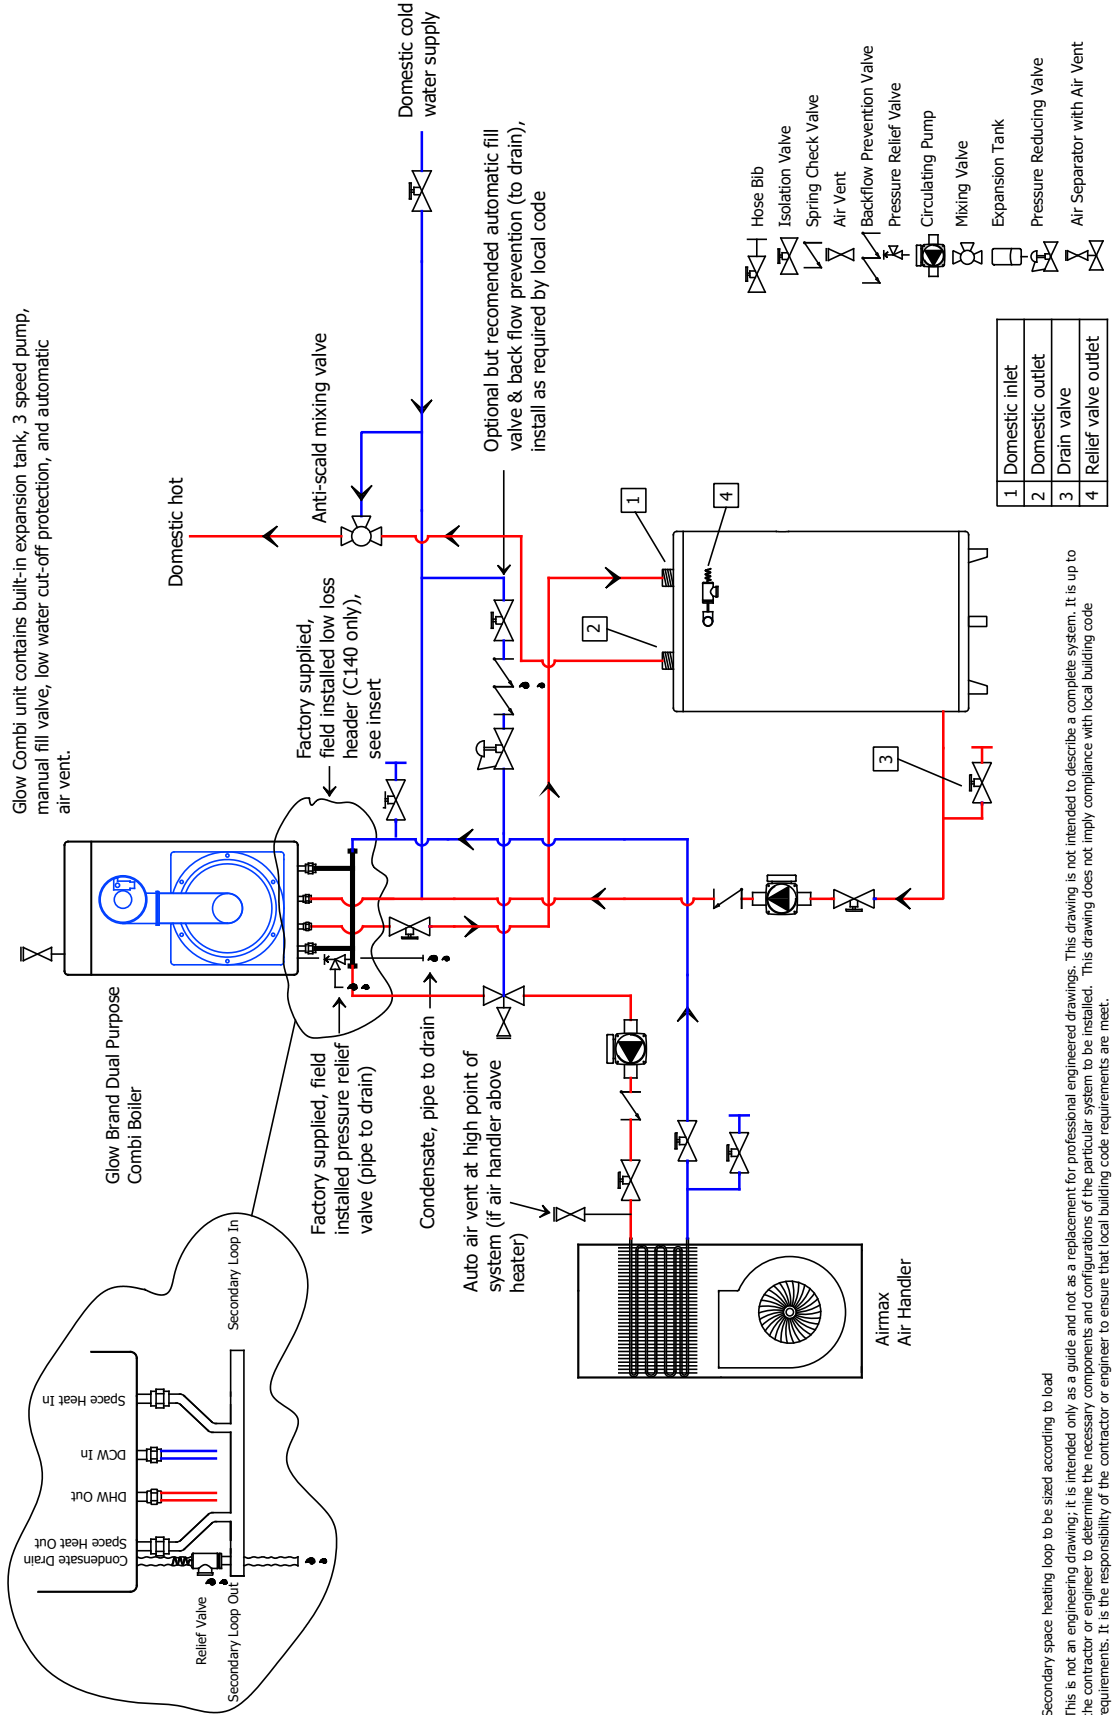 Glow Combi unit contains built-in expansion tank, 3 speed pump,
manual fill valve, low water cut-off protection, and automatic
air vent.
Glow Brand Dual Purpose
Combi Boiler
Domestic hot
Anti-scald mixing valve
Domestic cold
water supply
Factory supplied,
field installed low loss
header (C140 only),
see insert
Optional but recomended automatic fill
valve & back flow prevention (to drain),
install as required by local code
Factory supplied, field
installed pressure relief
valve (pipe to drain)
Condensate, pipe to drain
Auto air vent at high point of
system (if air handler above
heater)
Space Heat In
DCW In
DHW Out
Space Heat Out
Condensate Drain
Relief Valve
Secondary Loop Out
Secondary Loop In
1
2
3
4
Airmax
Air Handler
Hose Bib
Isolation Valve
Spring Check Valve
Air Vent
Backflow Prevention Valve
Pressure Relief Valve
Circulating Pump
Mixing Valve
Expansion Tank
Pressure Reducing Valve
Air Separator with Air Vent
1 Domestic inlet
2 Domestic outlet
3 Drain valve
4 Relief valve outlet
Secondary space heating loop to be sized according to load
This is not an engineering drawing; it is intended only as a guide and not as a replacement for professional engineered drawings. This drawing is not intended to describe a complete system. It is up to
the contractor or engineer to determine the necessary components and configurations of the particular system to be installed. This drawing does not imply compliance with local building code
requirements. It is the responsibility of the contractor or engineer to ensure that local building code requirements are meet.